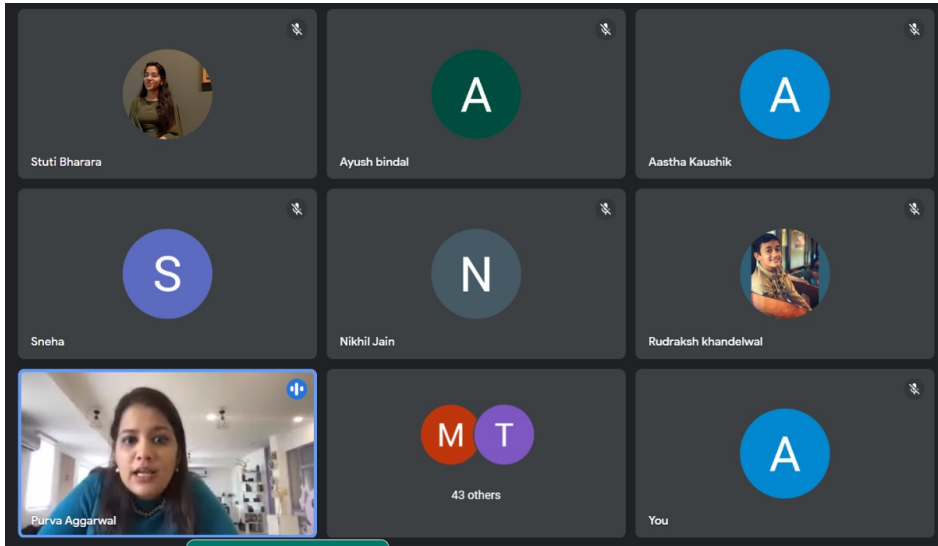 A
A
Stuti Bharara
Ayush bindal
Aastha Kaushik
S
N
Sneha
Nikhil Jain
Rudraksh khandelwal
M T
A
43 others
Purva Aggarwal
You